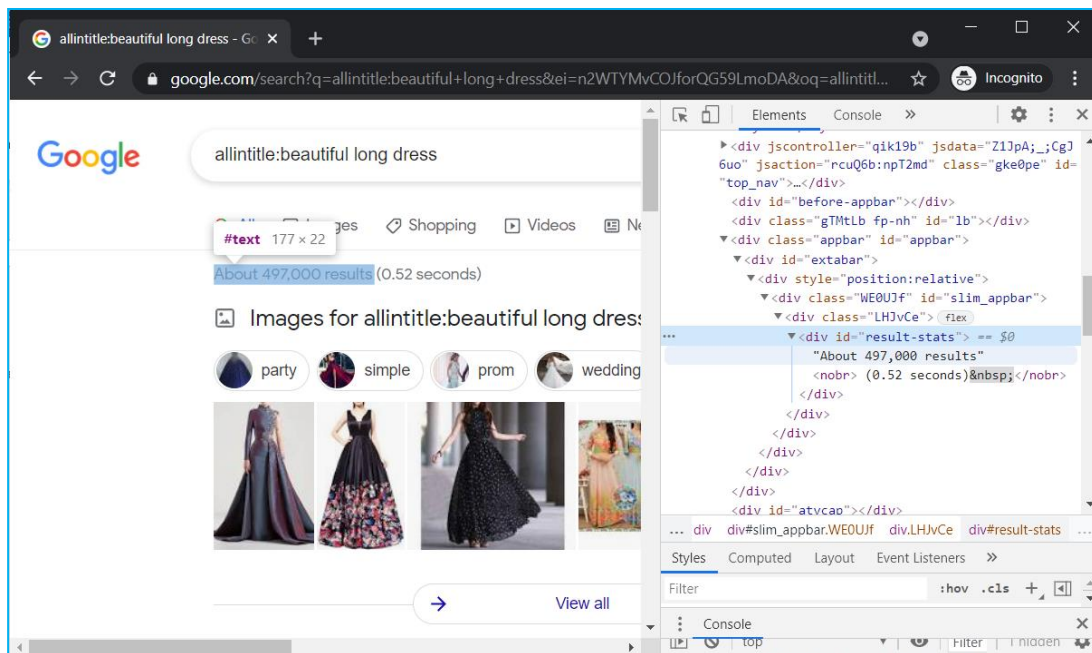 allintitle:beautiful long dress - Go
google.com/search?q=allintitle:beautiful+long+dress&ei=n2WTYMvCOJforQG59LmoDA&oq=allintitl...
Incognito
Google
allintitle:beautiful long dress
Shopping
Videos
#text 177 × 22
About 497,000 results (0.52 seconds)
Images for allintitle:beautiful long dress
party
simple
prom
wedding
View all
Elements
Console
<div jscontroller="qik19b" jsdata="Z1JpA;_;CgJ
6uo" jsaction="rcuQ6b:npT2md" class="gke0pe" id=
"top_nav">…</div>
<div id="before-appbar"></div>
<div class="gTMtLb fp-nh" id="lb"></div>
<div class="appbar" id="appbar">
<div id="extabar">
<div style="position:relative">
<div class="WE0UJf" id="slim_appbar">
<div class="LHJvCe"> flex
<div id="result-stats"> == $0
"About 497,000 results"
<nobr> (0.52 seconds)&nbsp;</nobr>
</div>
</div>
</div>
</div>
</div>
</div>
<div id="atvcap"></div>
... div div#slim_appbar.WE0UJf div.LHJvCe div#result-stats ...
Styles Computed Layout Event Listeners
Filter :hov .cls
Console
top Filter 1 hidden